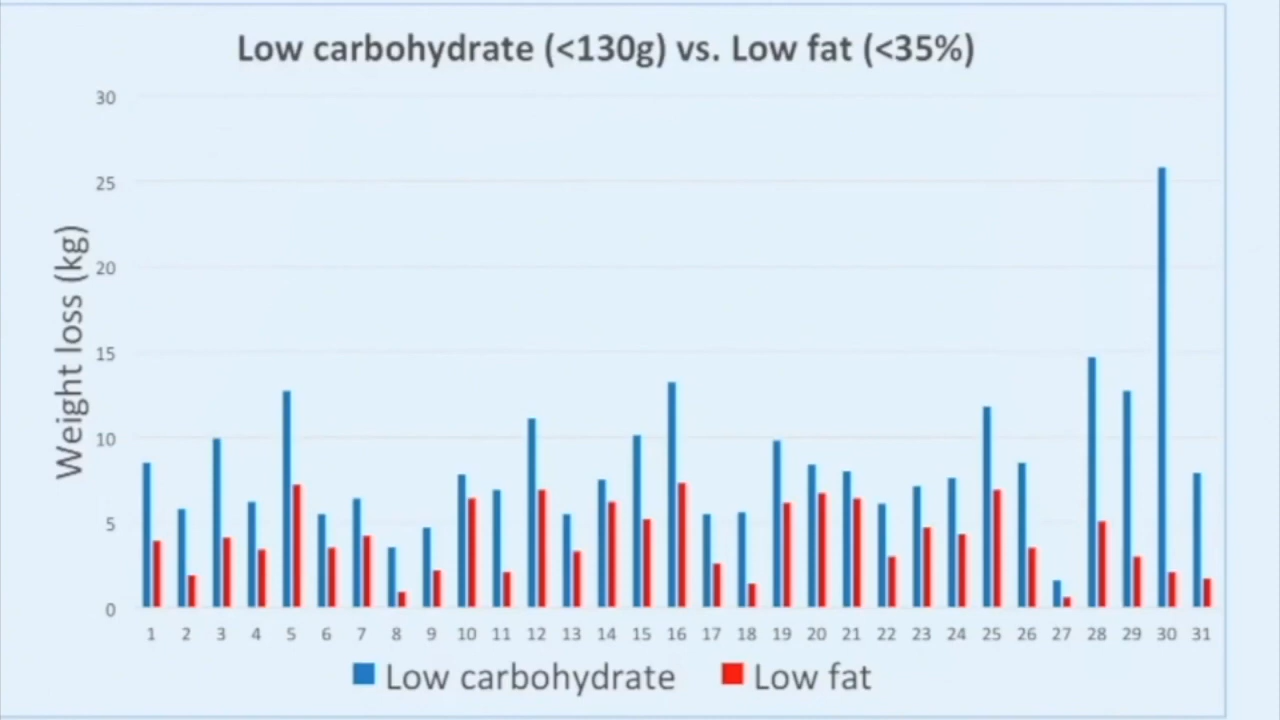 Low carbohydrate (<130g) vs. Low fat (<35%)
30
25
20
15
10
5
0
Weight loss (kg)
1 2 3 4 5 6 7 8 9 10 11 12 13 14 15 16 17 18 19 20 21 22 23 24 25 26 27 28 29 30 31
Low carbohydrate Low fat